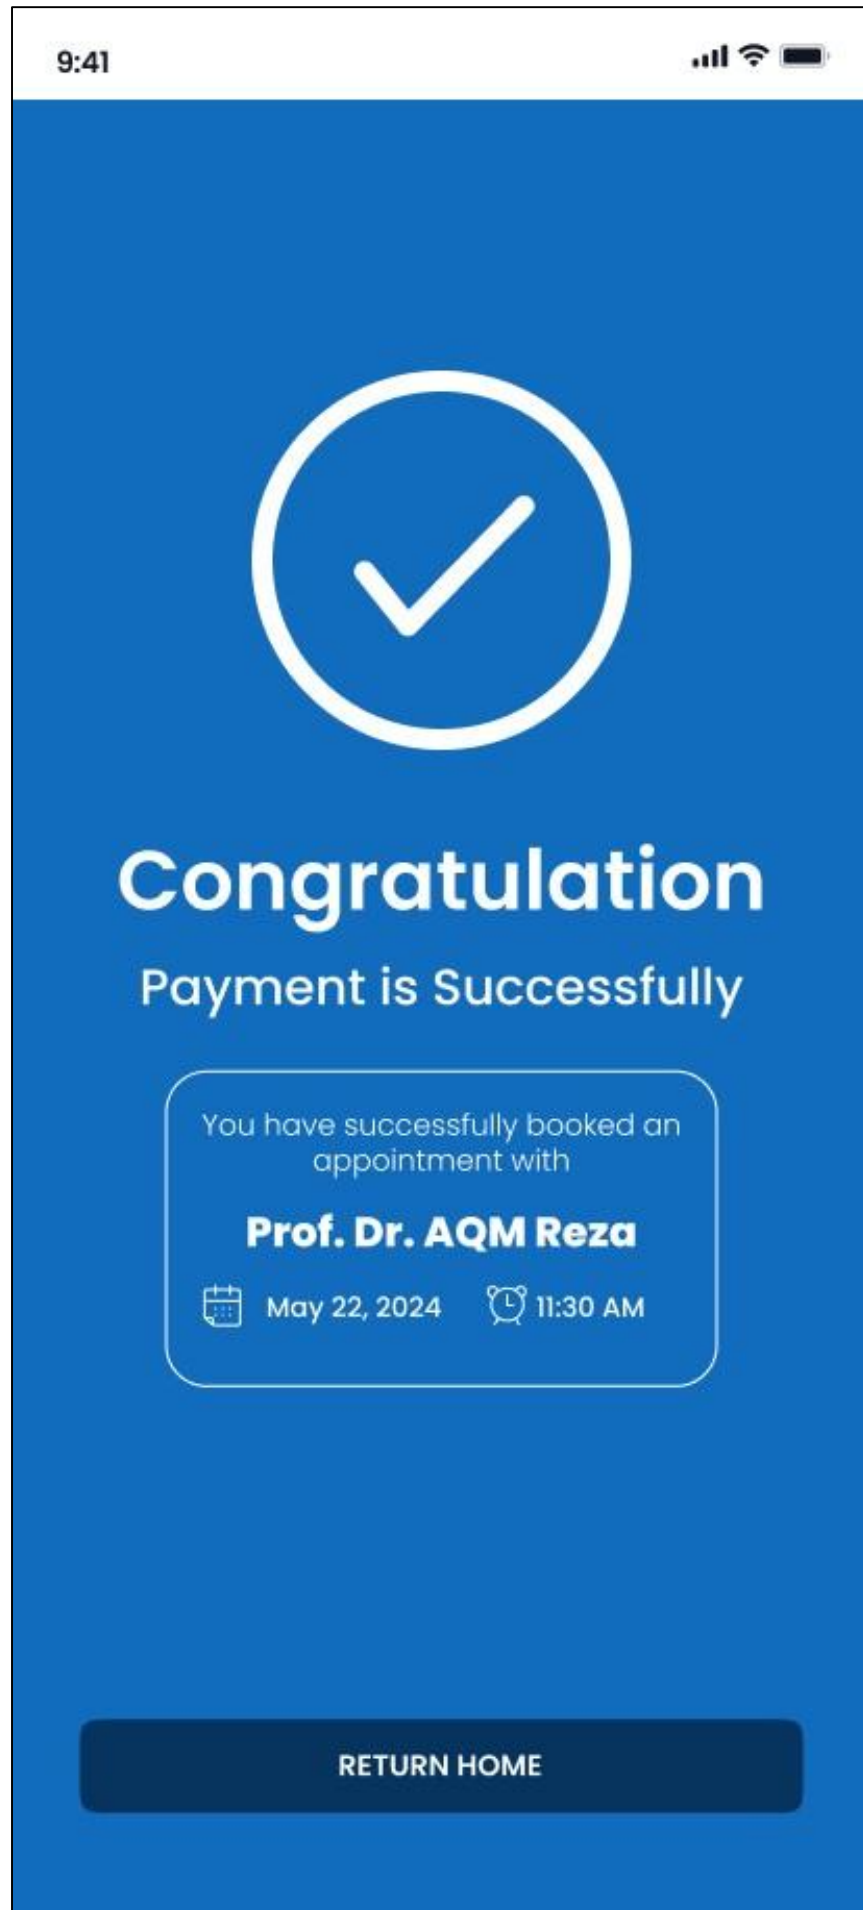 9:41
Congratulation
Payment is Successfully
You have successfully booked an
appointment with
Prof. Dr. AQM Reza
May 22, 2024 11:30 AM
RETURN HOME